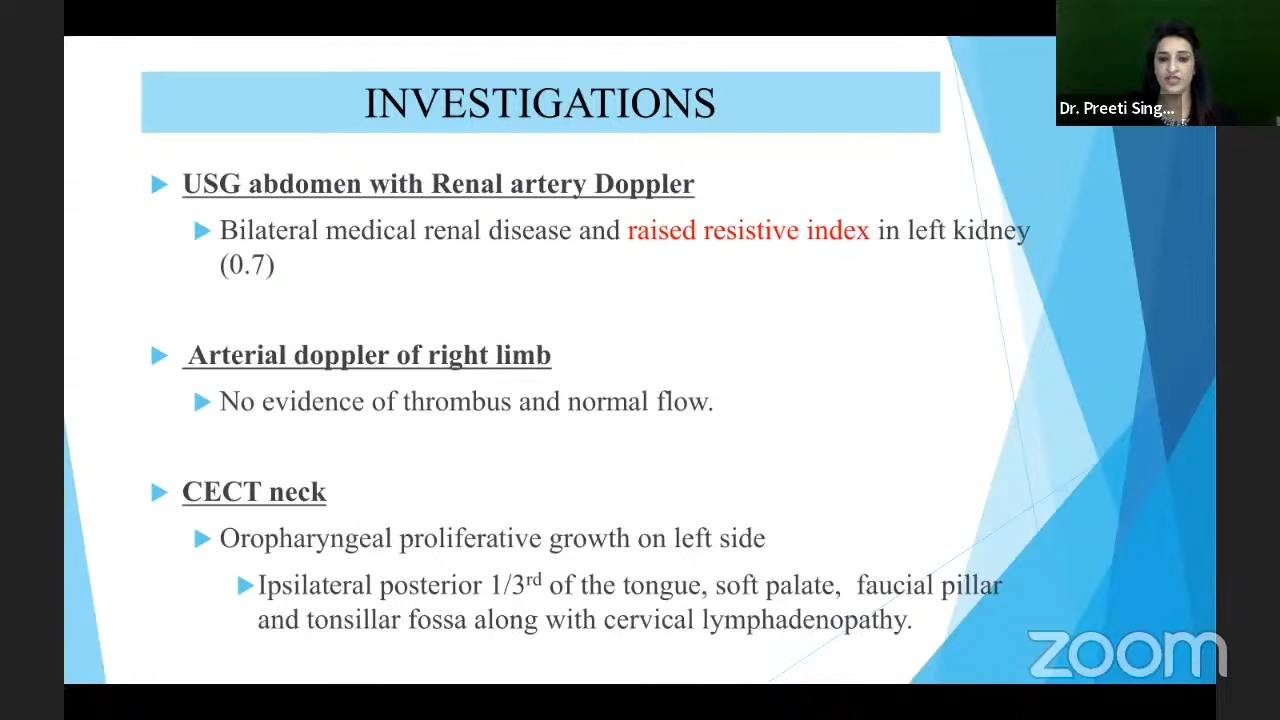 INVESTIGATIONS
Dr. Preeti Sing...
USG abdomen with Renal artery Doppler
Bilateral medical renal disease and raised resistive index in left kidney
(0.7)
Arterial doppler of right limb
No evidence of thrombus and normal flow.
CECT neck
Oropharyngeal proliferative growth on left side
Ipsilateral posterior 1/3rd of the tongue, soft palate, faucial pillar
and tonsillar fossa along with cervical lymphadenopathy.
zoom